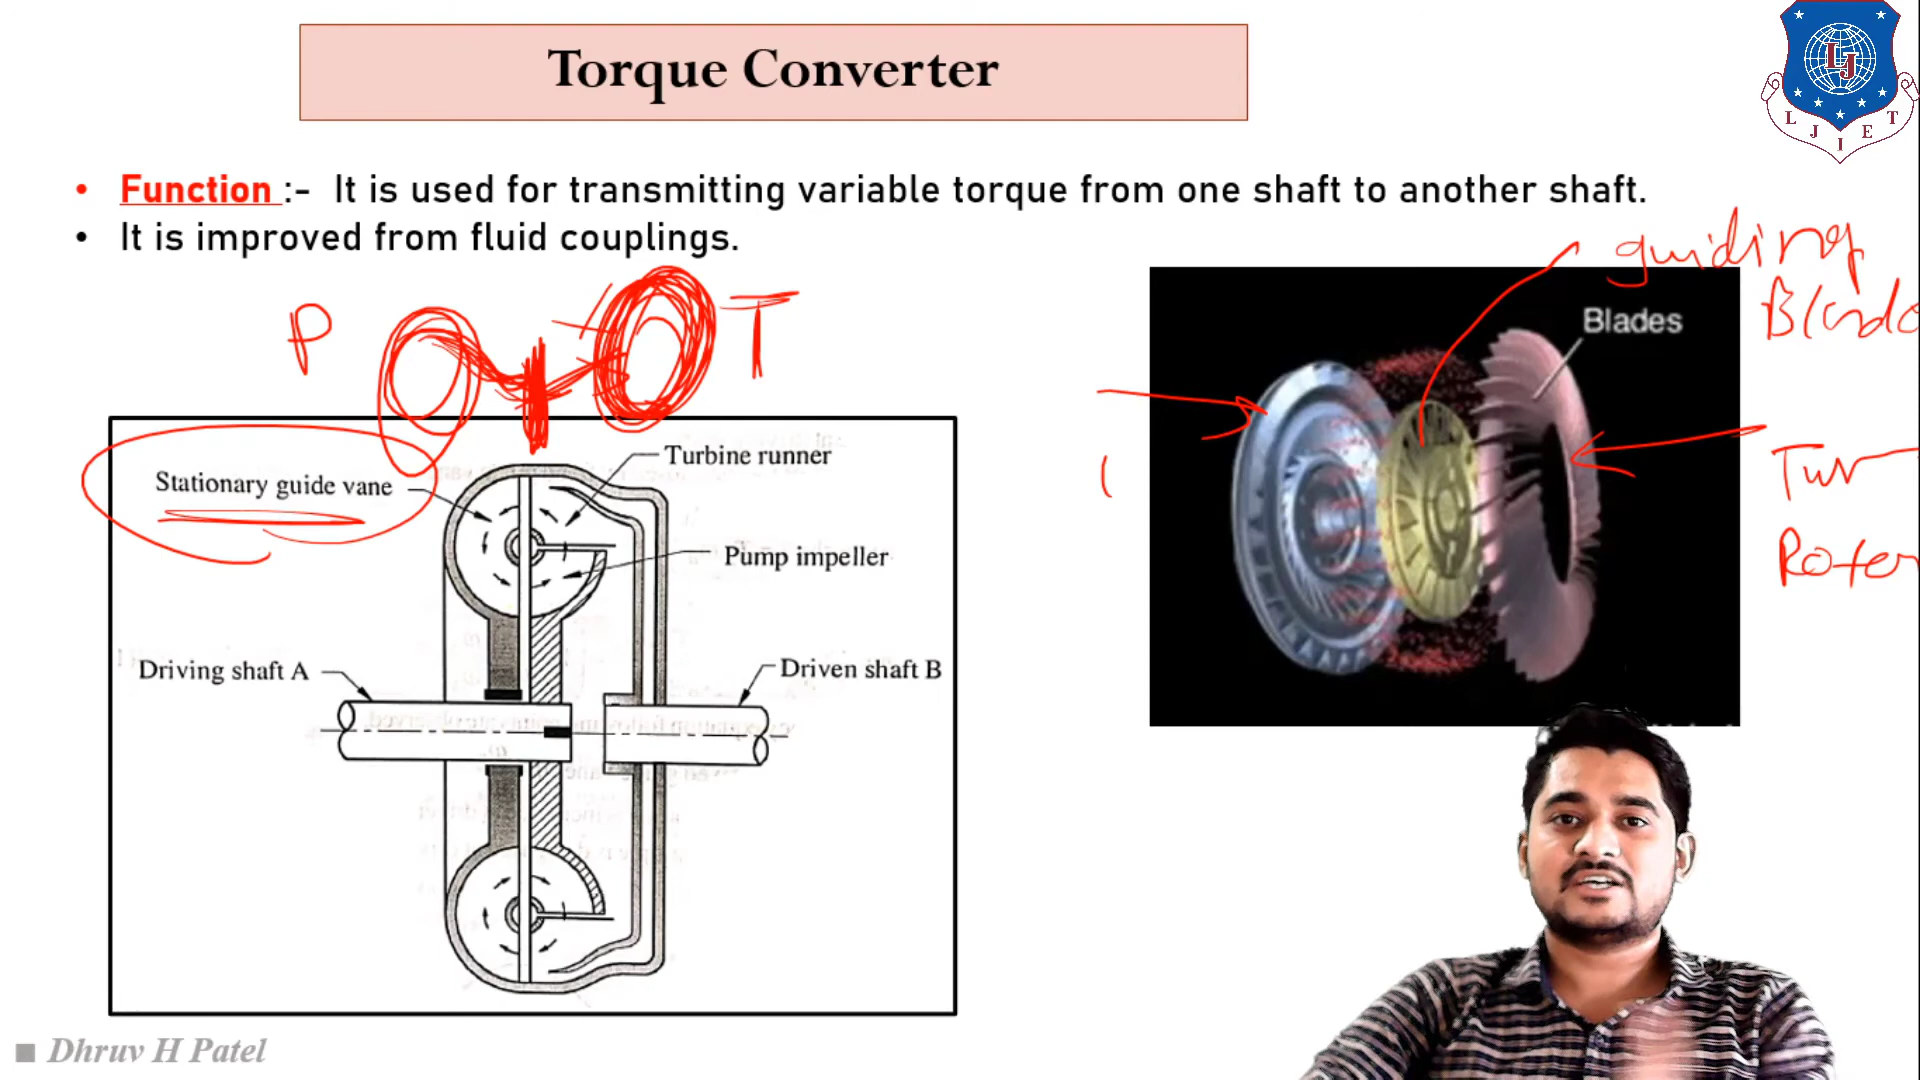 Torque Converter
LJ
L J I E T
• Function :- It is used for transmitting variable torque from one shaft to another shaft.
• It is improved from fluid couplings.
guiding
P
T
Blades
Turbine runner
Stationary guide vane
Pump impeller
Driving shaft A
Driven shaft B
Tur
■ Dhruv H Patel